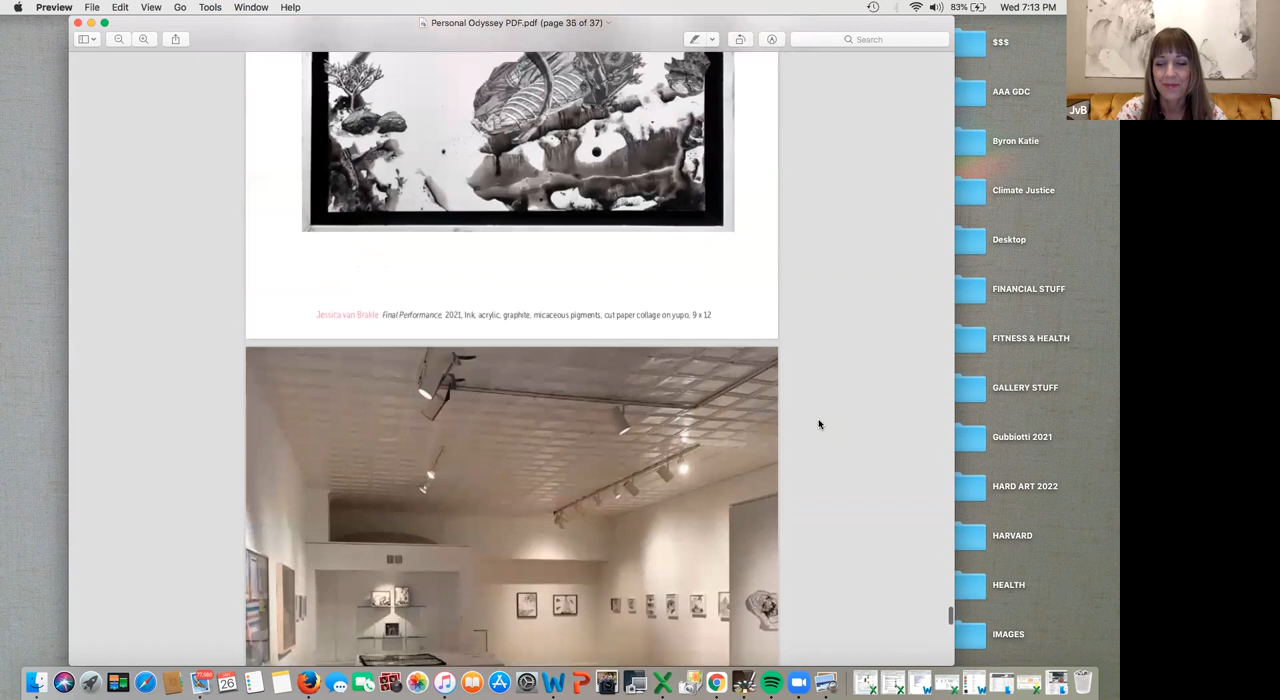 Preview File Edit View Go Tools Window Help
83% Wed 7:13 PM
Personal Odyssey PDF.pdf (page 35 of 37)
Search
Jessica van Brakle Final Performance, 2021, Ink, acrylic, graphite, micaceous pigments, cut paper collage on yupo, 9 x 12
$$$
AAA GDC
Byron Katie
Climate Justice
Desktop
FINANCIAL STUFF
FITNESS & HEALTH
GALLERY STUFF
Gubbiotti 2021
HARD ART 2022
HARVARD
HEALTH
IMAGES
JvB
26